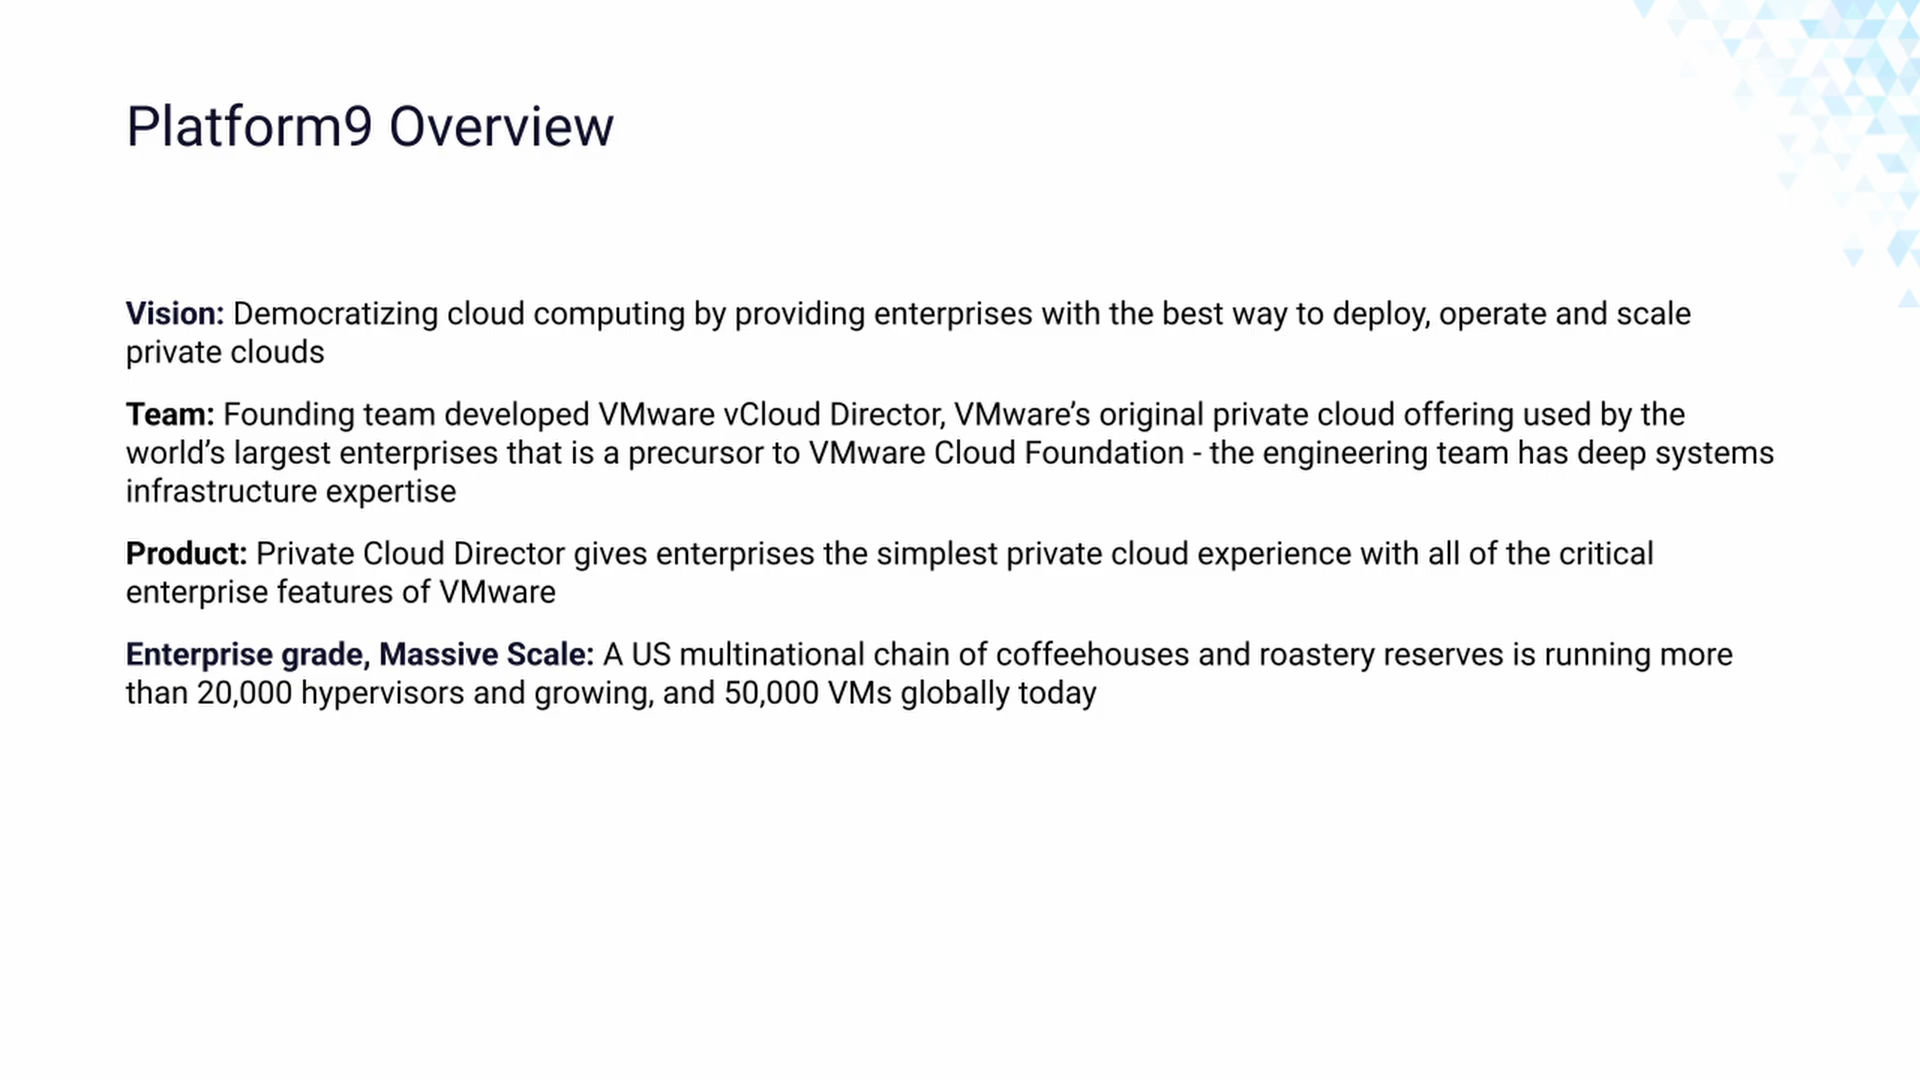 Platform9 Overview
Vision: Democratizing cloud computing by providing enterprises with the best way to deploy, operate and scale
private clouds
Team: Founding team developed VMware vCloud Director, VMware’s original private cloud offering used by the
world’s largest enterprises that is a precursor to VMware Cloud Foundation - the engineering team has deep systems
infrastructure expertise
Product: Private Cloud Director gives enterprises the simplest private cloud experience with all of the critical
enterprise features of VMware
Enterprise grade, Massive Scale: A US multinational chain of coffeehouses and roastery reserves is running more
than 20,000 hypervisors and growing, and 50,000 VMs globally today